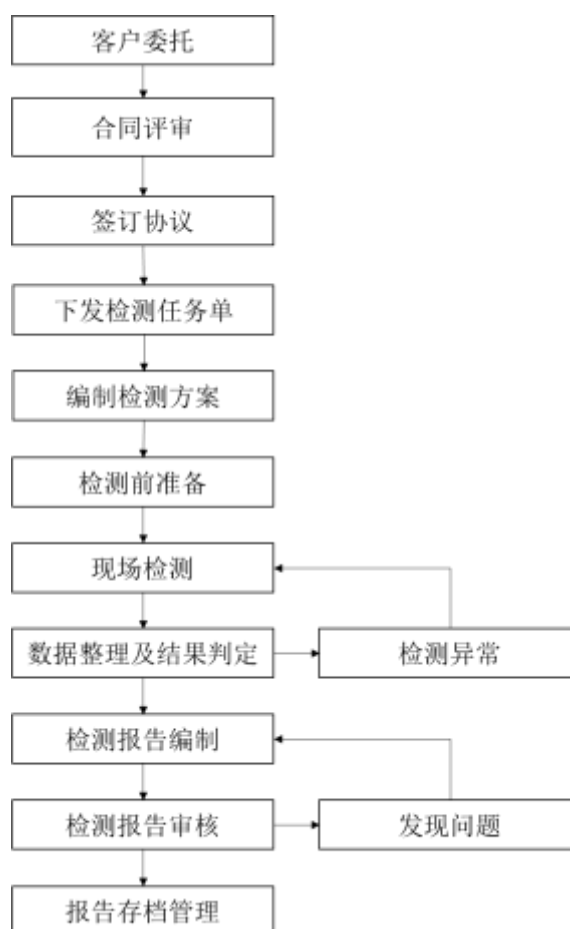 客户委托
合同评审
签订协议
下发检测任务单
编制检测方案
检测前准备
现场检测
数据整理及结果判定
检测异常
检测报告编制
检测报告审核
发现问题
报告存档管理